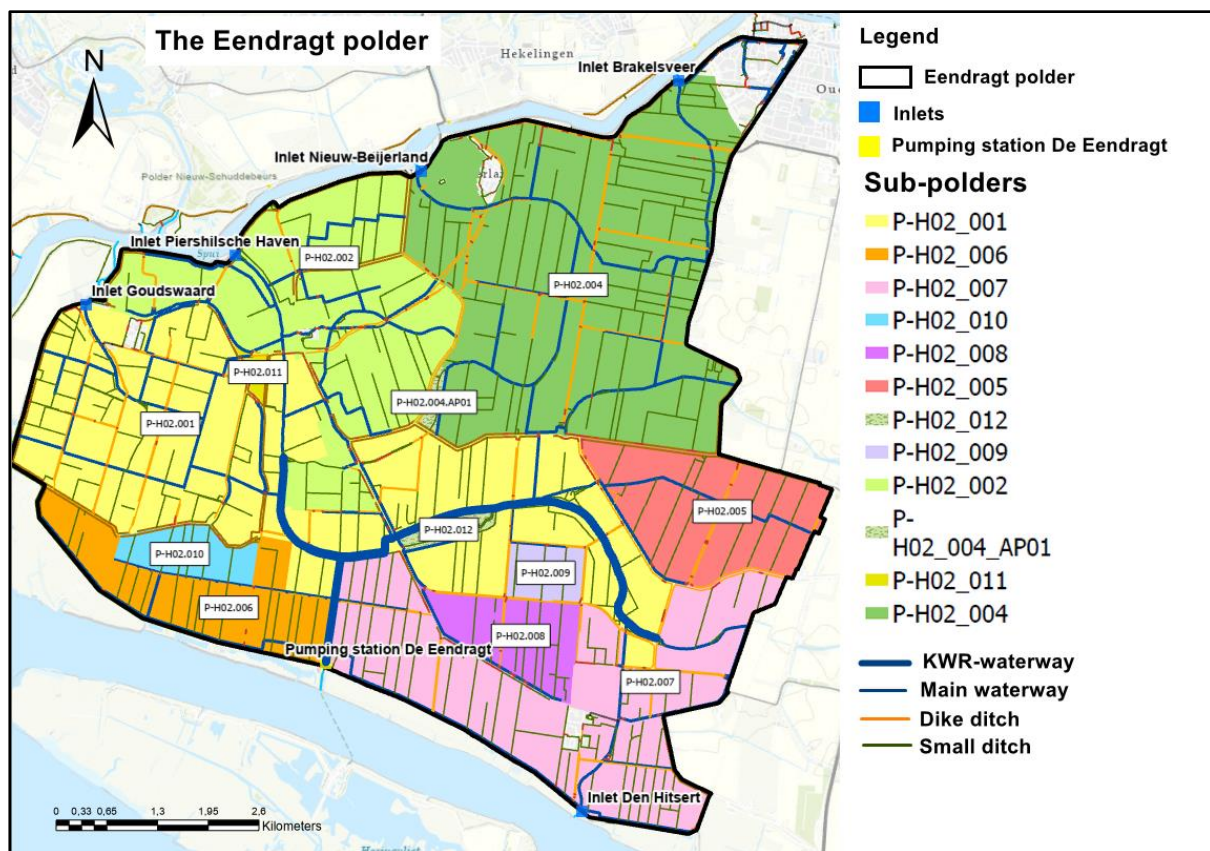 The Eendragt polder
N
Hekelingen
Inlet Brakelsveer
Inlet Nieuw-Beijerland
Polder Nieuw-Schuddebeurs
Inlet Piershilsche Haven
Spui
P-H02.002
Inlet Goudswaard
P-H02.004
P-H02.011
P-H02.004.AP01
P-H02.001
P-H02.005
P-H02.012
P-H02.010
P-H02.009
P-H02.006
P-H02.008
Pumping station De Eendragt
P-H02.007
Inlet Den Hitsert
0 0,33 0,65 1,3 1,95 2,6
Kilometers
Legend
Eendragt polder
Inlets
Pumping station De Eendragt
Sub-polders
P-H02_001
P-H02_006
P-H02_007
P-H02_010
P-H02_008
P-H02_005
P-H02_012
P-H02_009
P-H02_002
P-
H02_004_AP01
P-H02_011
P-H02_004
KWR-waterway
Main waterway
Dike ditch
Small ditch